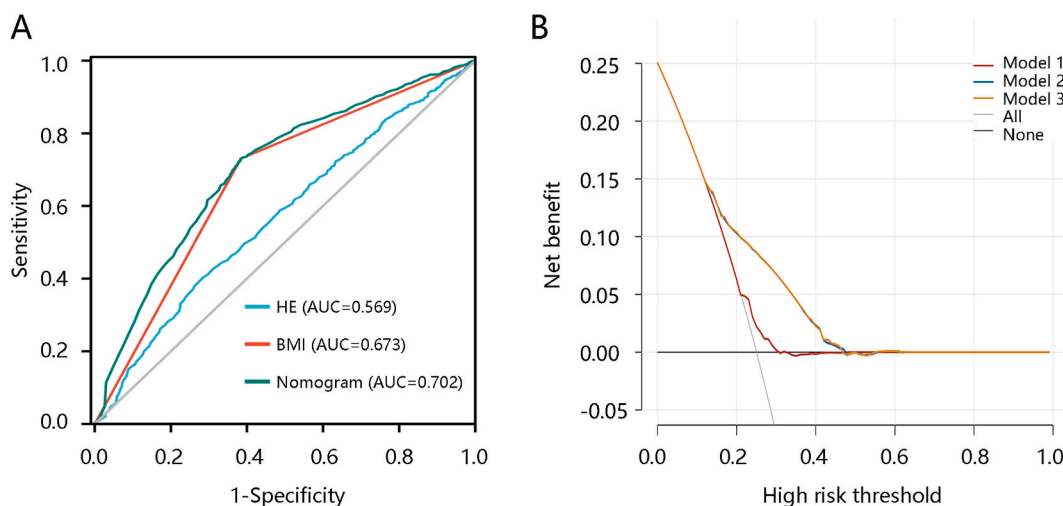 A
1.0
0.8
0.6
0.4
0.2
0.0
Sensitivity
HE (AUC=0.569)
BMI (AUC=0.673)
Nomogram (AUC=0.702)
0.0 0.2 0.4 0.6 0.8 1.0
1-Specificity
B
0.25
0.20
0.15
0.10
0.05
0.00
-0.05
Net benefit
Model 1
Model 2
Model 3
All
None
0.0 0.2 0.4 0.6 0.8 1.0
High risk threshold